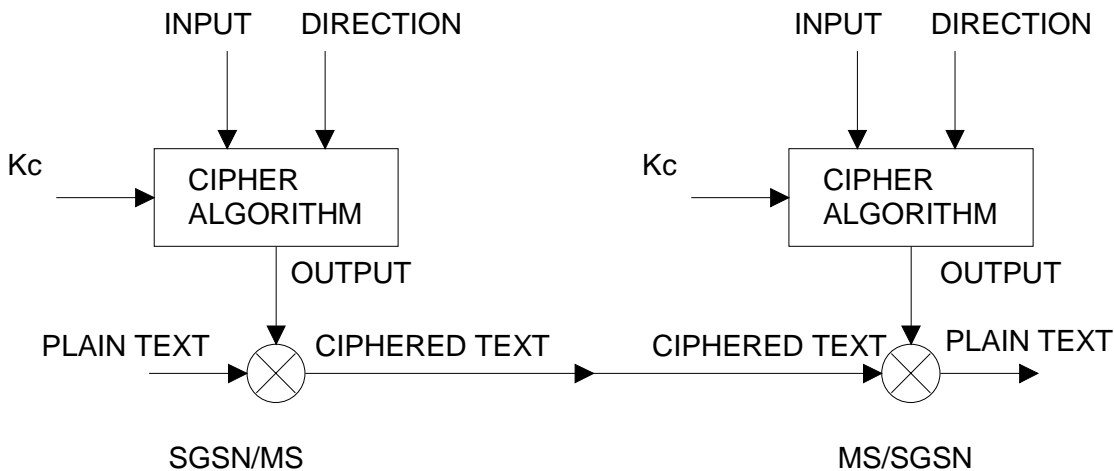 INPUT DIRECTION INPUT DIRECTION
Kc Kc
CIPHER
ALGORITHM
CIPHER
ALGORITHM
OUTPUT OUTPUT
PLAIN TEXT CIPHERED TEXT CIPHERED TEXT PLAIN TEXT
SGSN/MS MS/SGSN